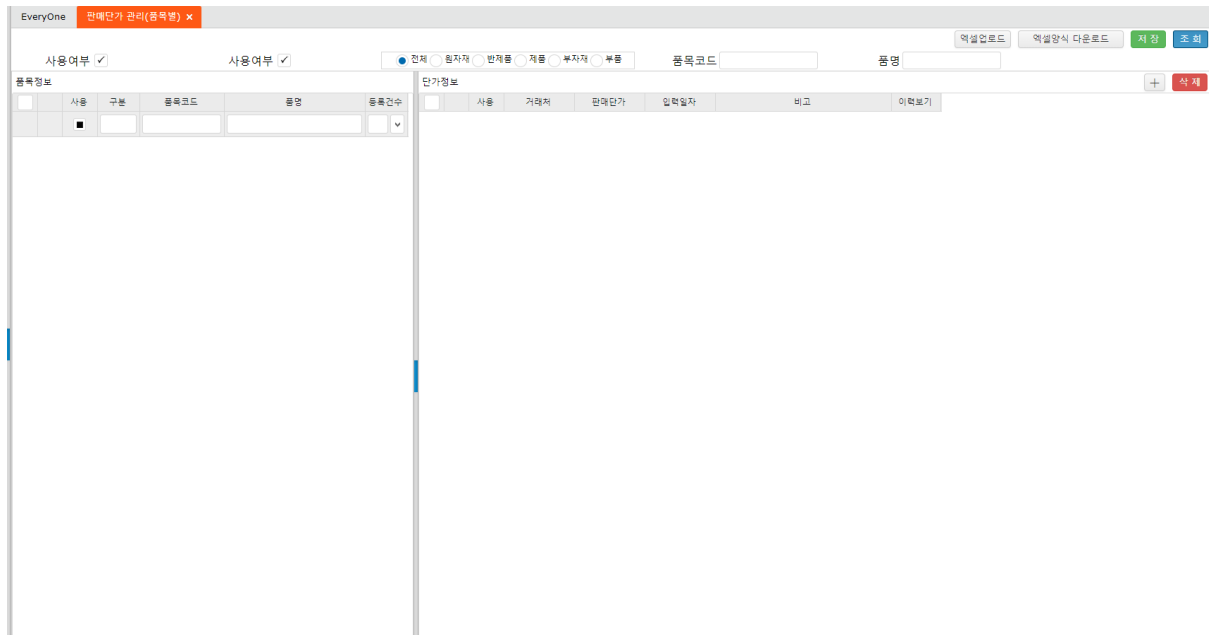 EveryOne 판매단가 관리(품목별) ×
엑셀업로드 엑셀양식 다운로드 저장 조회
사용여부 사용여부 전체 원자재 반제품 제품 부자재 부품 품목코드 품명
품목정보
사용 구분 품목코드 품명 등록건수
단가정보 + 삭제
사용 거래처 판매단가 입력일자 비고 이력보기